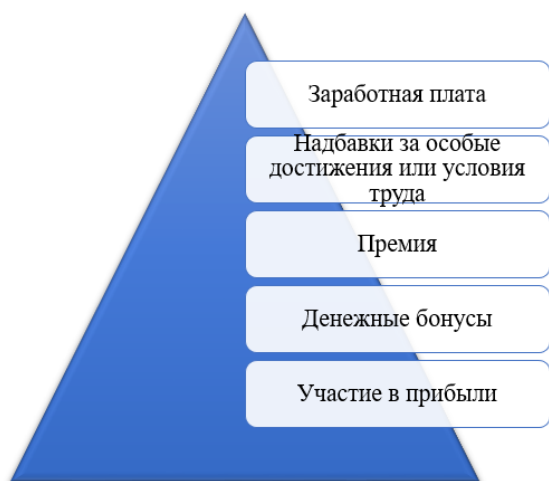 Заработная плата
Надбавки за особые
достижения или условия
труда
Премия
Денежные бонусы
Участие в прибыли